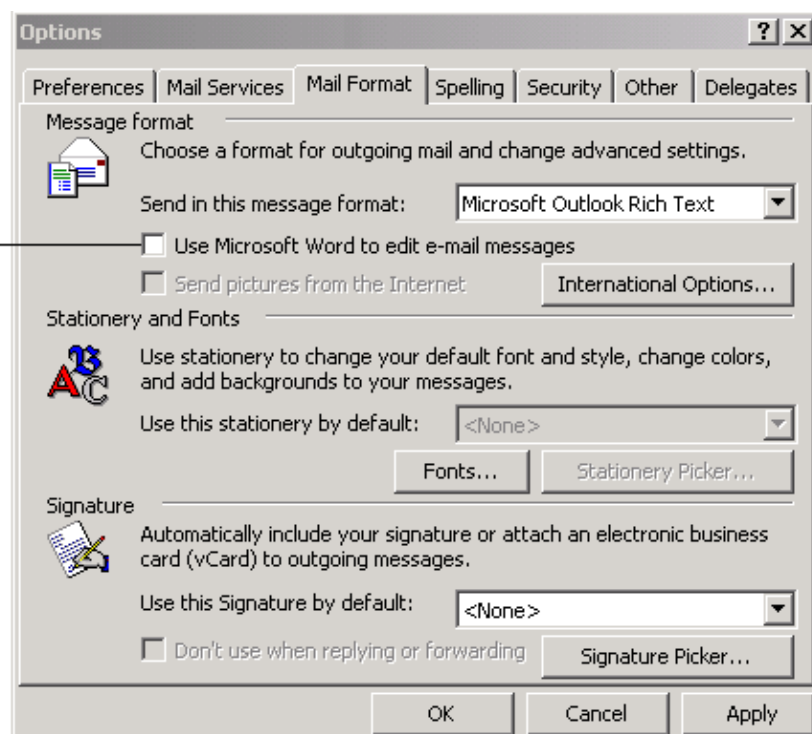 Options
Preferences Mail Services Mail Format Spelling Security Other Delegates
Message format
Choose a format for outgoing mail and change advanced settings.
Send in this message format: Microsoft Outlook Rich Text
Use Microsoft Word to edit e-mail messages
Send pictures from the Internet International Options...
Stationery and Fonts
Use stationery to change your default font and style, change colors,
and add backgrounds to your messages.
Use this stationery by default: <None>
Fonts... Stationery Picker...
Signature
Automatically include your signature or attach an electronic business
card (vCard) to outgoing messages.
Use this Signature by default: <None>
Don't use when replying or forwarding Signature Picker...
OK Cancel Apply